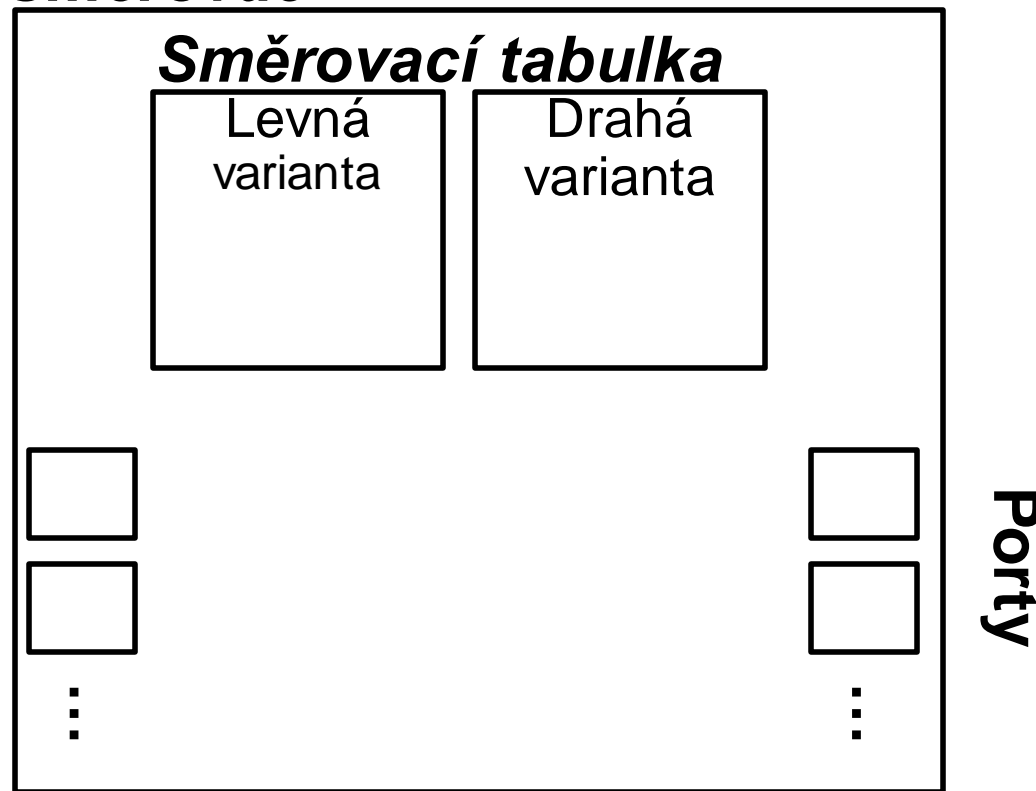 Směrovací tabulka
Levná
varianta
Drahá
varianta
Porty
⋮
⋮